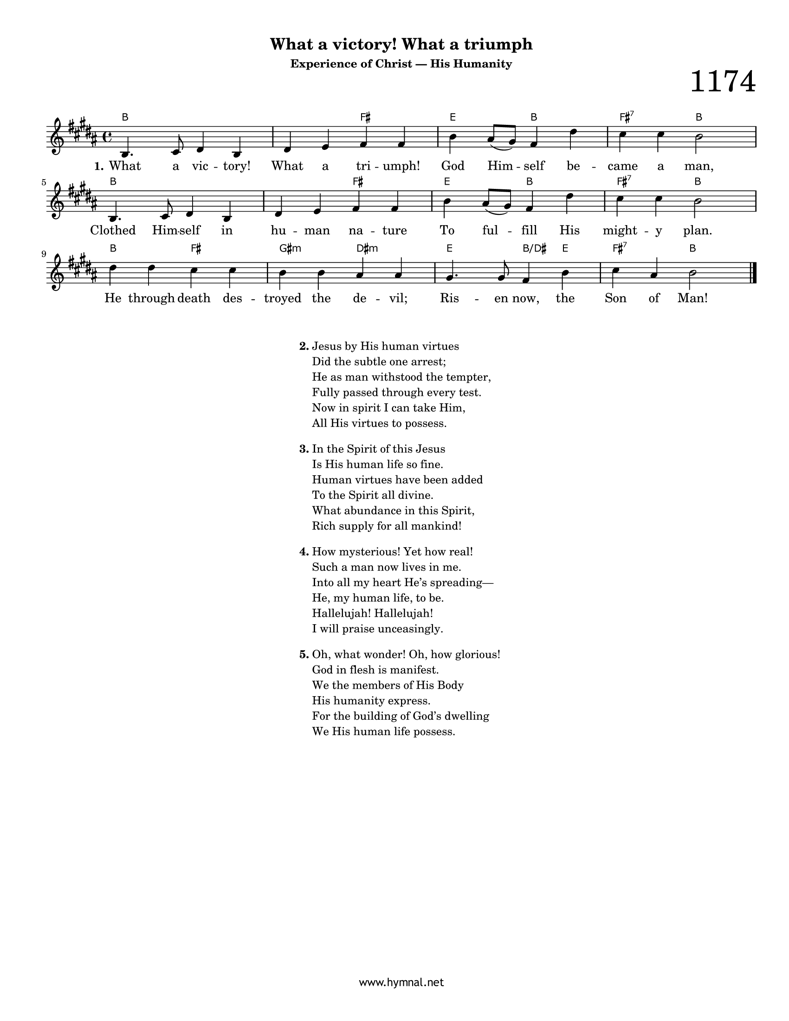 What a victory! What a triumph
Experience of Christ — His Humanity
1174
B F♯ E B F♯7 B
1. What a vic - tory! What a tri - umph! God Him - self be - came a man,
5
B F♯ E B F♯7 B
Clothed Him-self in hu - man na - ture To ful - fill His might - y plan.
9
B F♯ G♯m D♯m E B/D♯ E F♯7 B
He through death des - troyed the de - vil; Ris - en now, the Son of Man!
2. Jesus by His human virtues
Did the subtle one arrest;
He as man withstood the tempter,
Fully passed through every test.
Now in spirit I can take Him,
All His virtues to possess.
3. In the Spirit of this Jesus
Is His human life so fine.
Human virtues have been added
To the Spirit all divine.
What abundance in this Spirit,
Rich supply for all mankind!
4. How mysterious! Yet how real!
Such a man now lives in me.
Into all my heart He's spreading—
He, my human life, to be.
Hallelujah! Hallelujah!
I will praise unceasingly.
5. Oh, what wonder! Oh, how glorious!
God in flesh is manifest.
We the members of His Body
His humanity express.
For the building of God's dwelling
We His human life possess.
www.hymnal.net